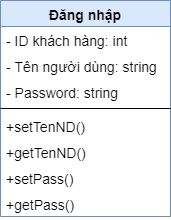 Đăng nhập
- ID khách hàng: int
- Tên người dùng: string
- Password: string
+setTenND()
+getTenND()
+setPass()
+getPass()